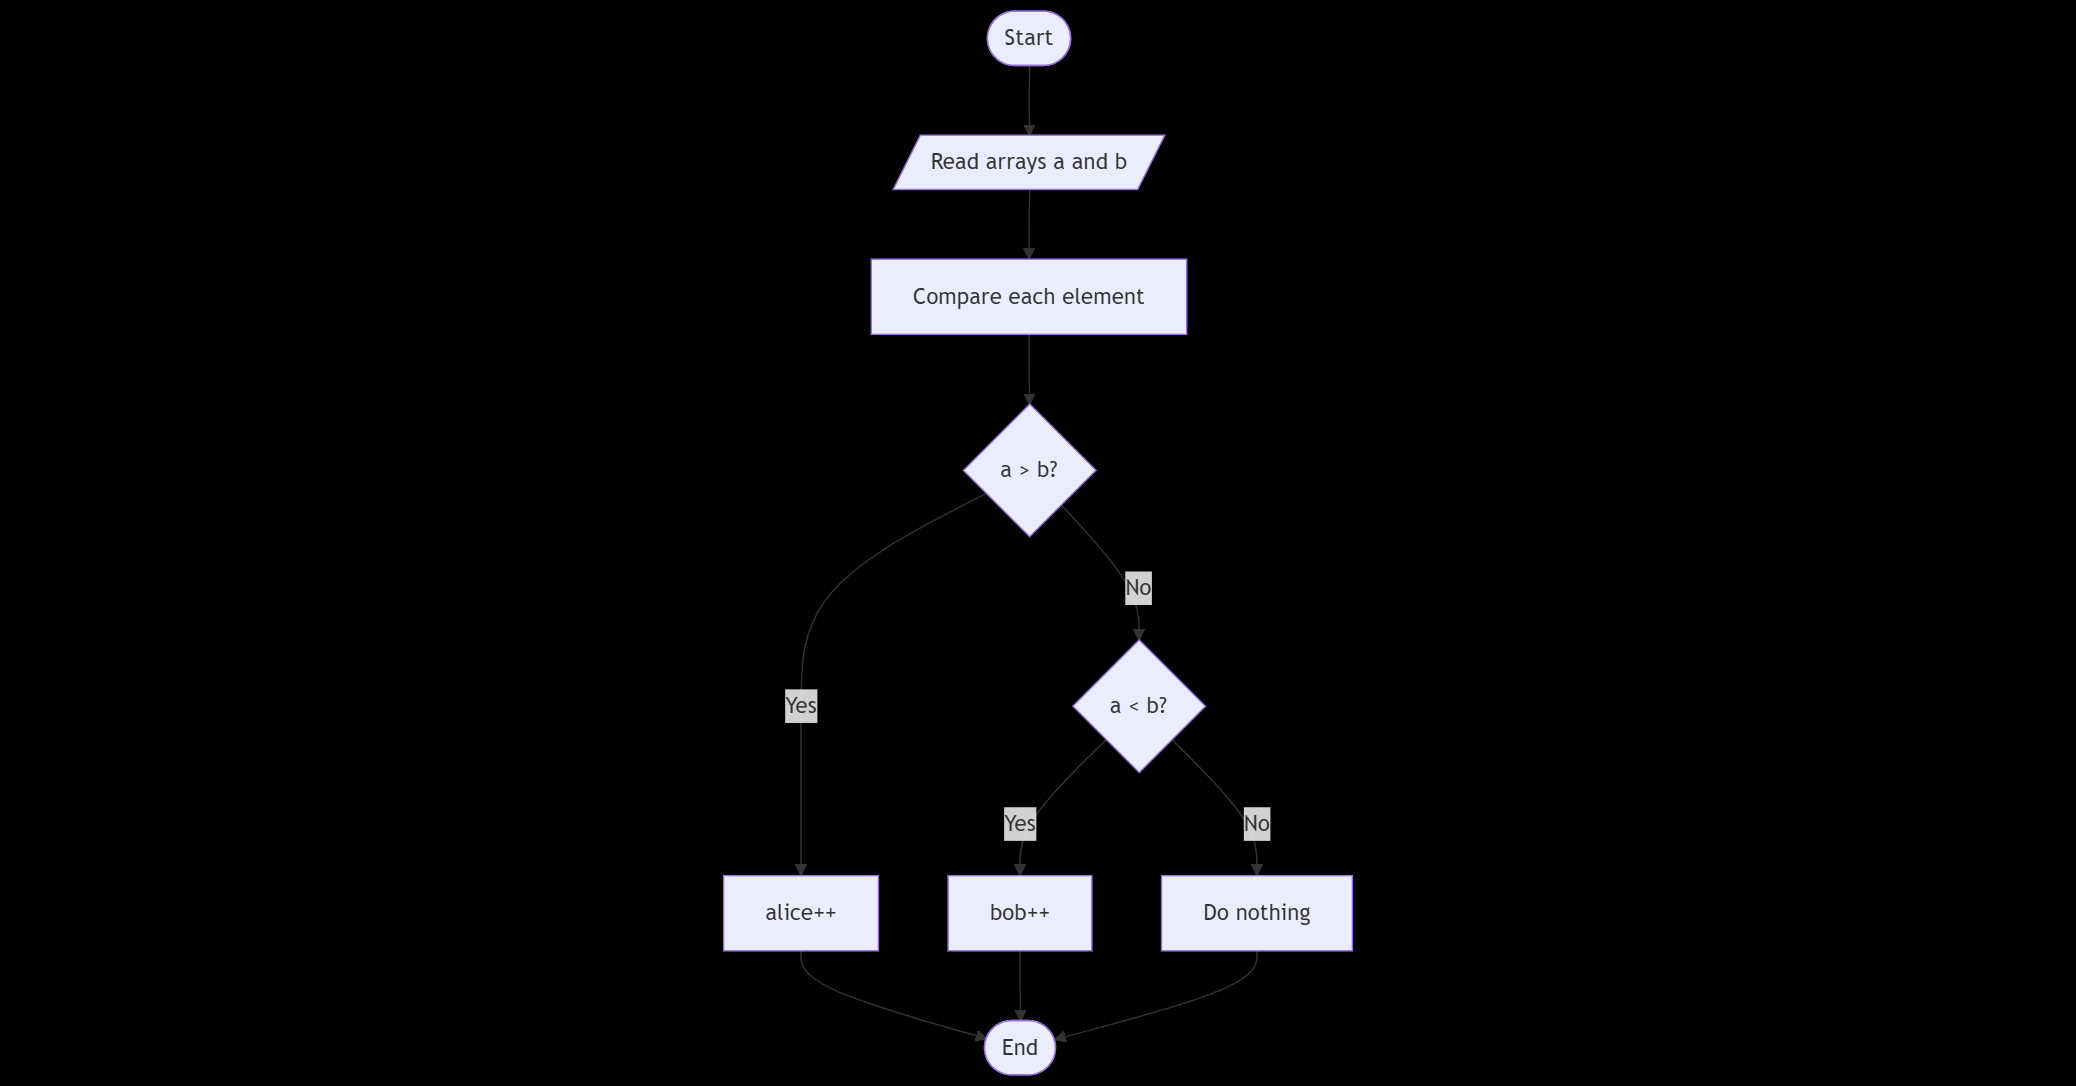 Start
Read arrays a and b
Compare each element
a > b?
No
Yes
a < b?
Yes
No
alice++
bob++
Do nothing
End